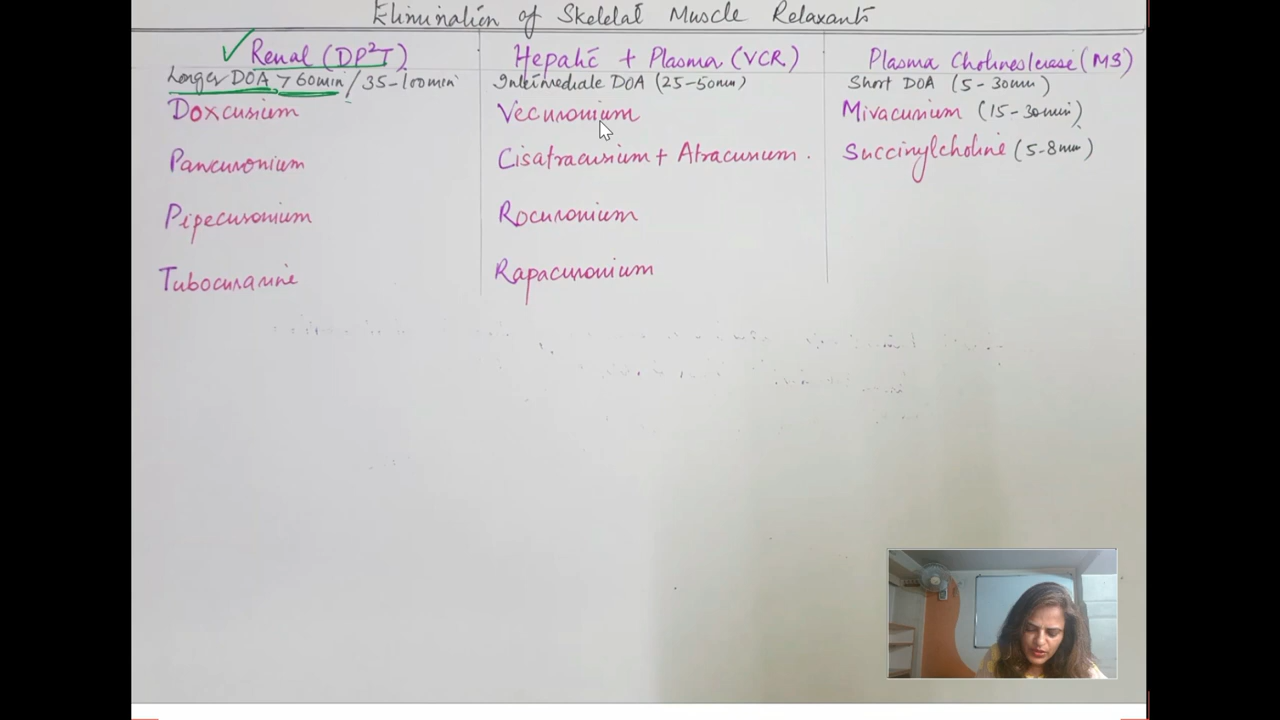 Elimination of Skeletal Muscle Relaxants
✓ Renal (DP²T)
Longer DOA > 60min / 35-100min
Doxcurium
Pancuronium
Pipecuronium
Tubocurarine
Hepatic + Plasma (VCR)
Intermediate DOA (25-50min)
Vecuronium
Cisatracurium + Atracurium.
Rocuronium
Rapacuronium
Plasma Cholinesterase (MS)
Short DOA (5-30min)
Mivacurium (15-30min)
Succinylcholine (5-8min)